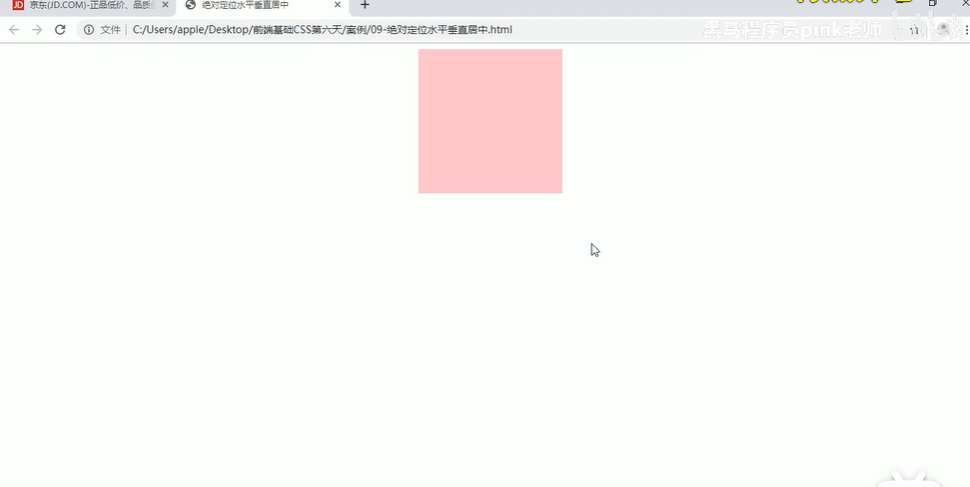 JD 京东(JD.COM)-正品低价、品质
绝对定位水平垂直居中
文件 C:/Users/apple/Desktop/前端基础CSS第六天/案例/09-绝对定位水平垂直居中.html
黑马程序员pink老师